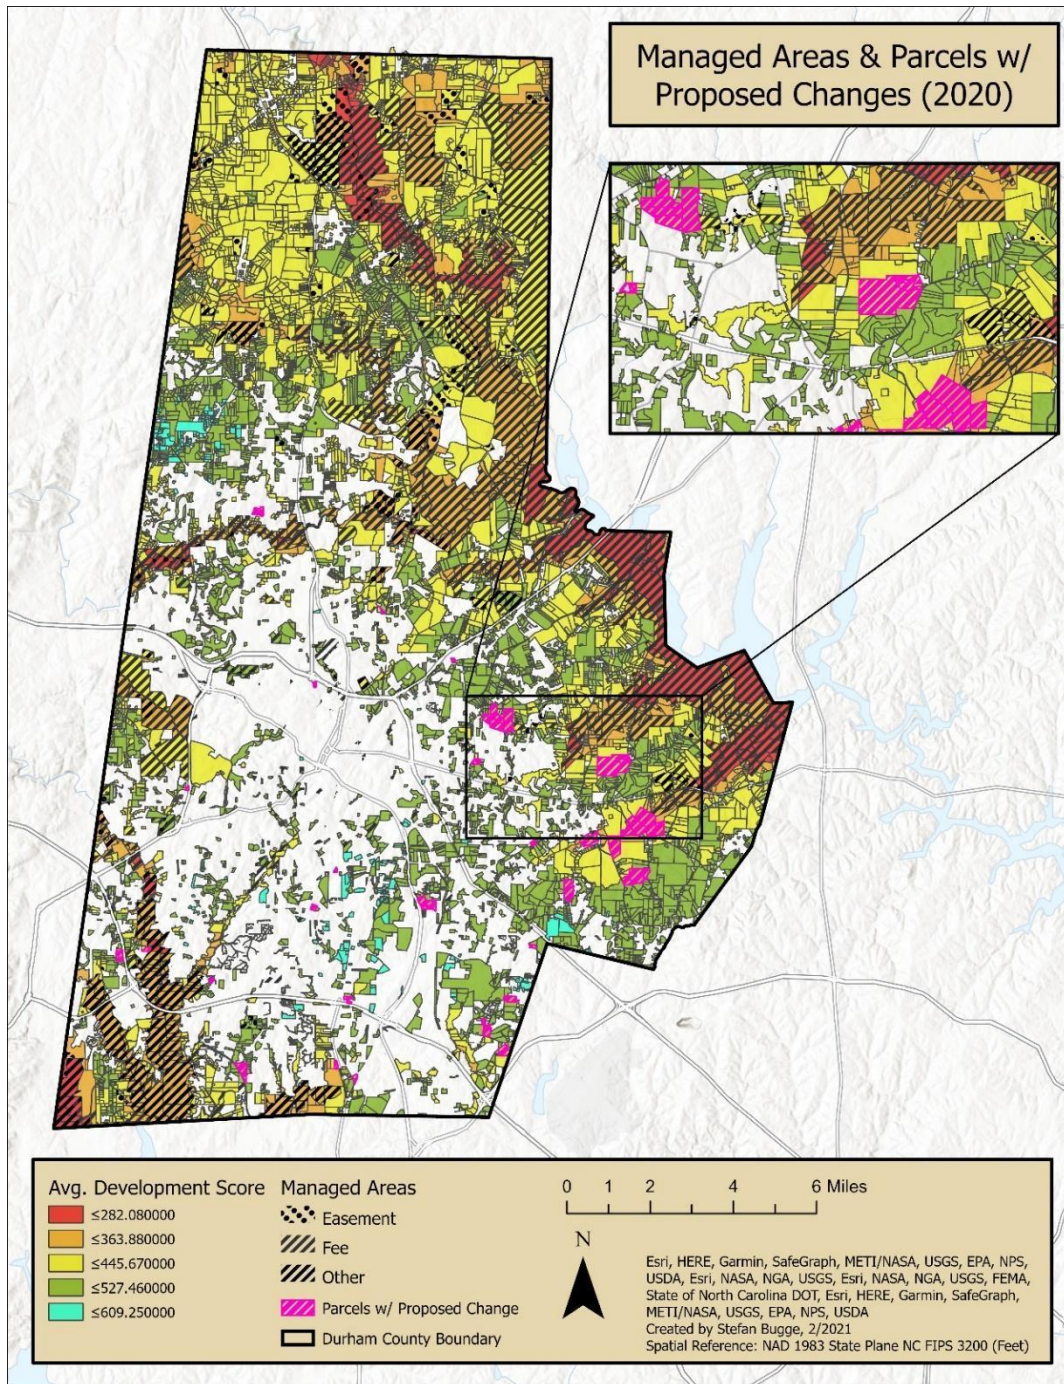 Managed Areas & Parcels w/
Proposed Changes (2020)
Avg. Development Score
≤282.080000
≤363.880000
≤445.670000
≤527.460000
≤609.250000
Managed Areas
Easement
Fee
Other
Parcels w/ Proposed Change
Durham County Boundary
0 1 2 4 6 Miles
N
Esri, HERE, Garmin, SafeGraph, METI/NASA, USGS, EPA, NPS,
USDA, Esri, NASA, NGA, USGS, Esri, NASA, NGA, USGS, FEMA,
State of North Carolina DOT, Esri, HERE, Garmin, SafeGraph,
METI/NASA, USGS, EPA, NPS, USDA
Created by Stefan Bugge, 2/2021
Spatial Reference: NAD 1983 State Plane NC FIPS 3200 (Feet)